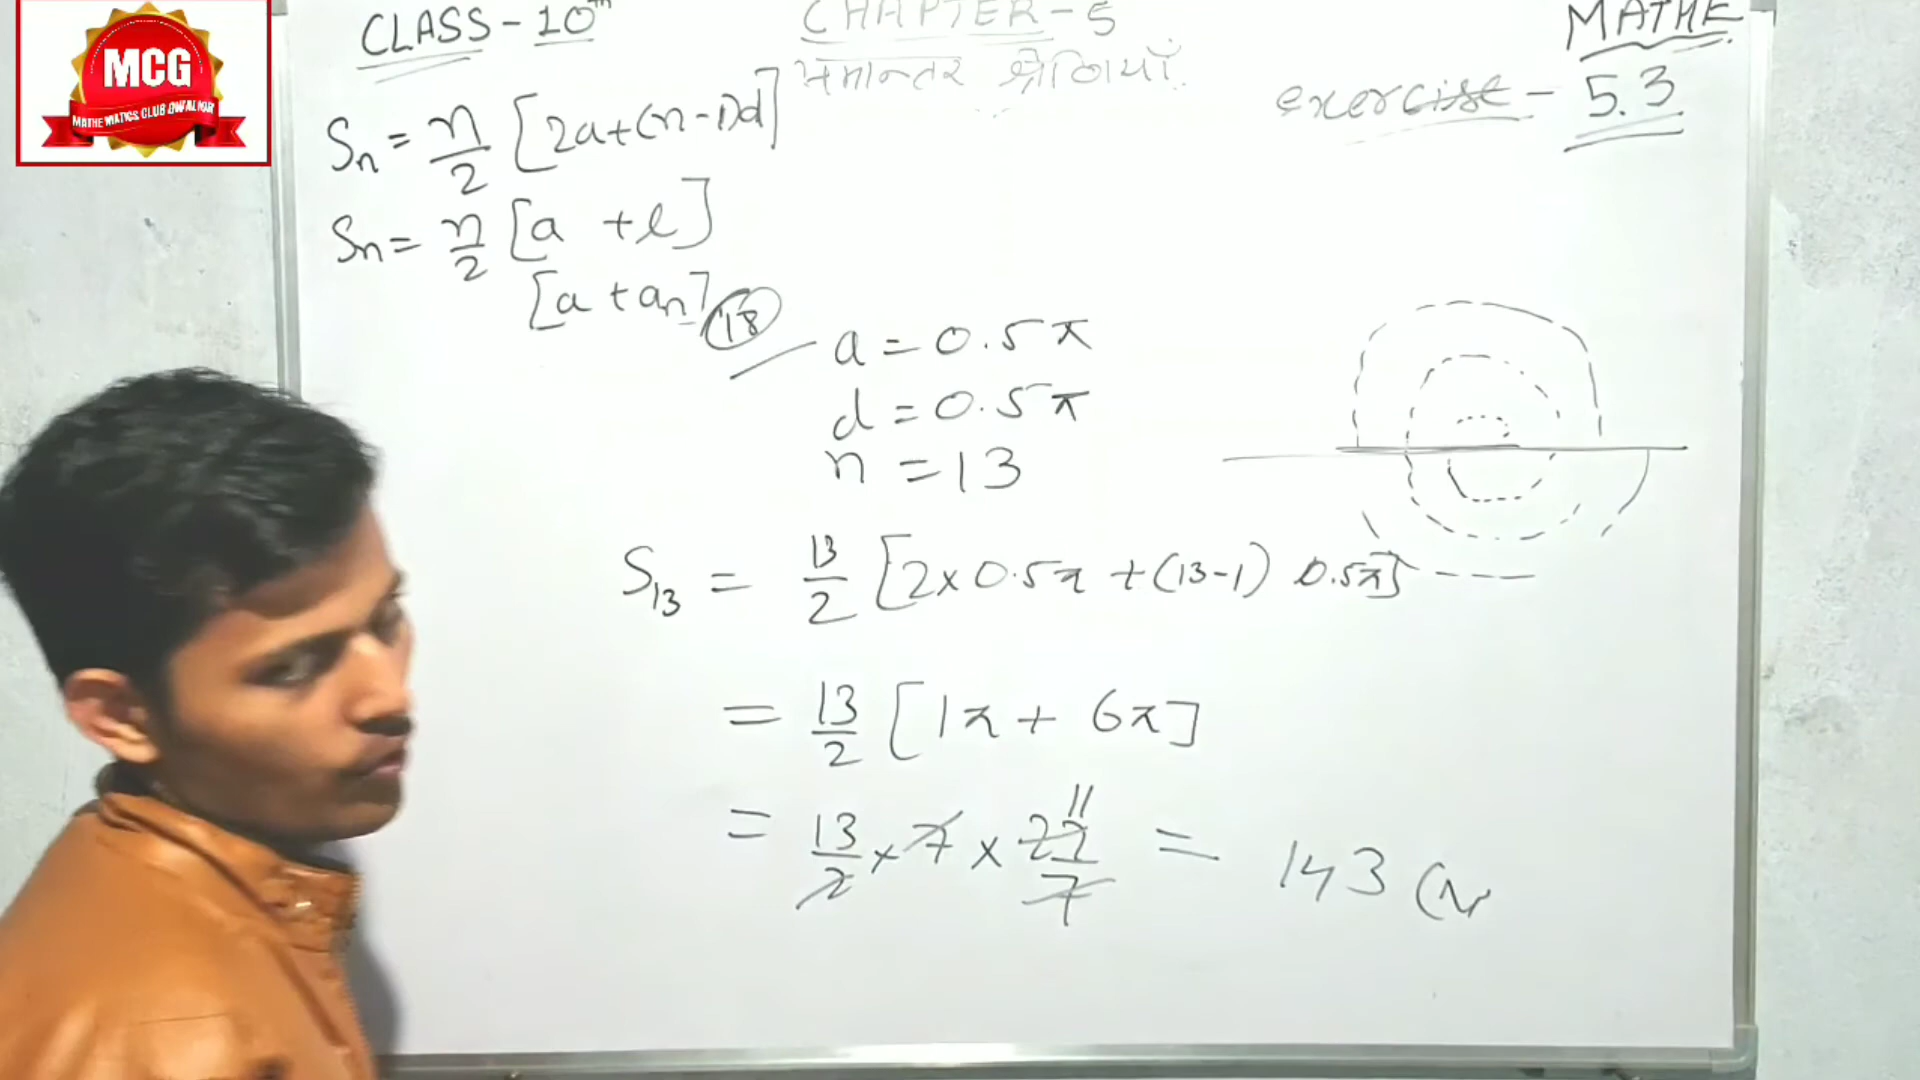 MCG
MATHEMATICS CLUB GWALIOR
CLASS-10th
CHAPTER-5
समान्तर श्रेढियाँ.
MATHE
exercise - 5.3
Sn = n/2 [2a+(n-1)d]
Sn = n/2 [a + l]
[a + an]
18
a = 0.5π
d = 0.5π
n = 13
S13 = 13/2 [2×0.5π + (13-1) 0.5π]
= 13/2 [1π + 6π]
= 13/2 × 7 × 22/7 11 = 143 cm